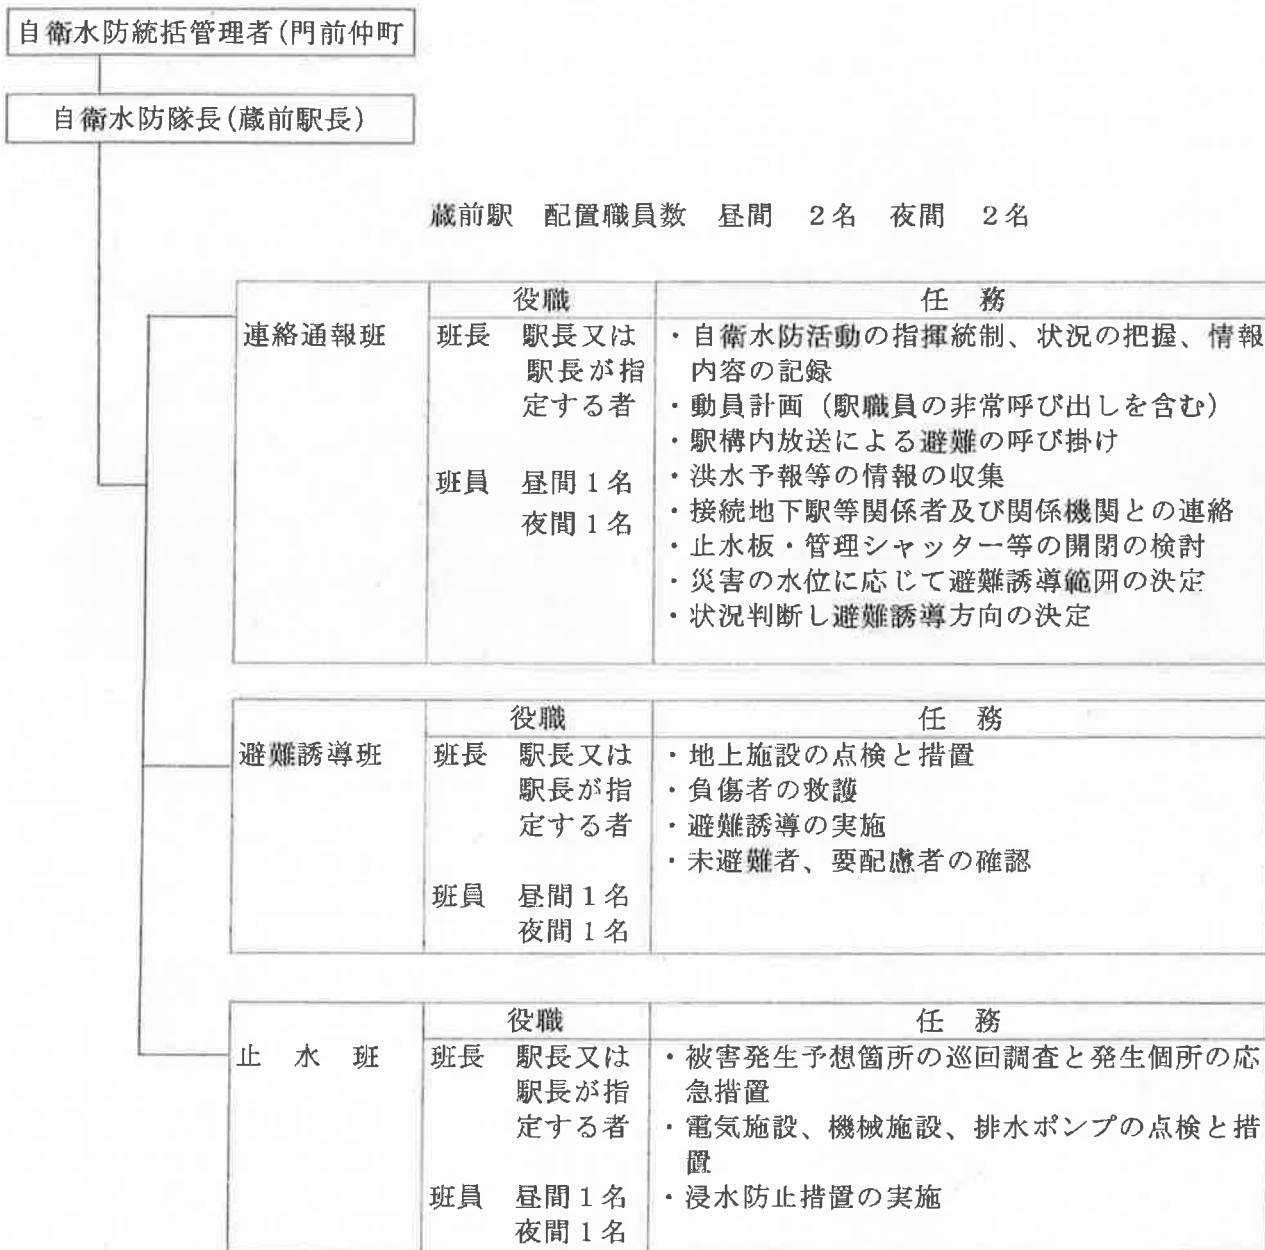 自衛水防統括管理者(門前仲町
自衛水防隊長(蔵前駅長)
蔵前駅 配置職員数 昼間 2名 夜間 2名
役職 任 務
連絡通報班
班長 駅長又は
駅長が指
定する者
班員 昼間1名
夜間1名
・自衛水防活動の指揮統制、状況の把握、情報
内容の記録
・動員計画(駅職員の非常呼び出しを含む)
・駅構内放送による避難の呼び掛け
・洪水予報等の情報の収集
・接続地下駅等関係者及び関係機関との連絡
・止水板・管理シャッター等の開閉の検討
・災害の水位に応じて避難誘導範囲の決定
・状況判断し避難誘導方向の決定
役職 任 務
避難誘導班
班長 駅長又は
駅長が指
定する者
班員 昼間1名
夜間1名
・地上施設の点検と措置
・負傷者の救護
・避難誘導の実施
・未避難者、要配慮者の確認
役職 任 務
止 水 班
班長 駅長又は
駅長が指
定する者
班員 昼間1名
夜間1名
・被害発生予想箇所の巡回調査と発生個所の応
急措置
・電気施設、機械施設、排水ポンプの点検と措
置
・浸水防止措置の実施